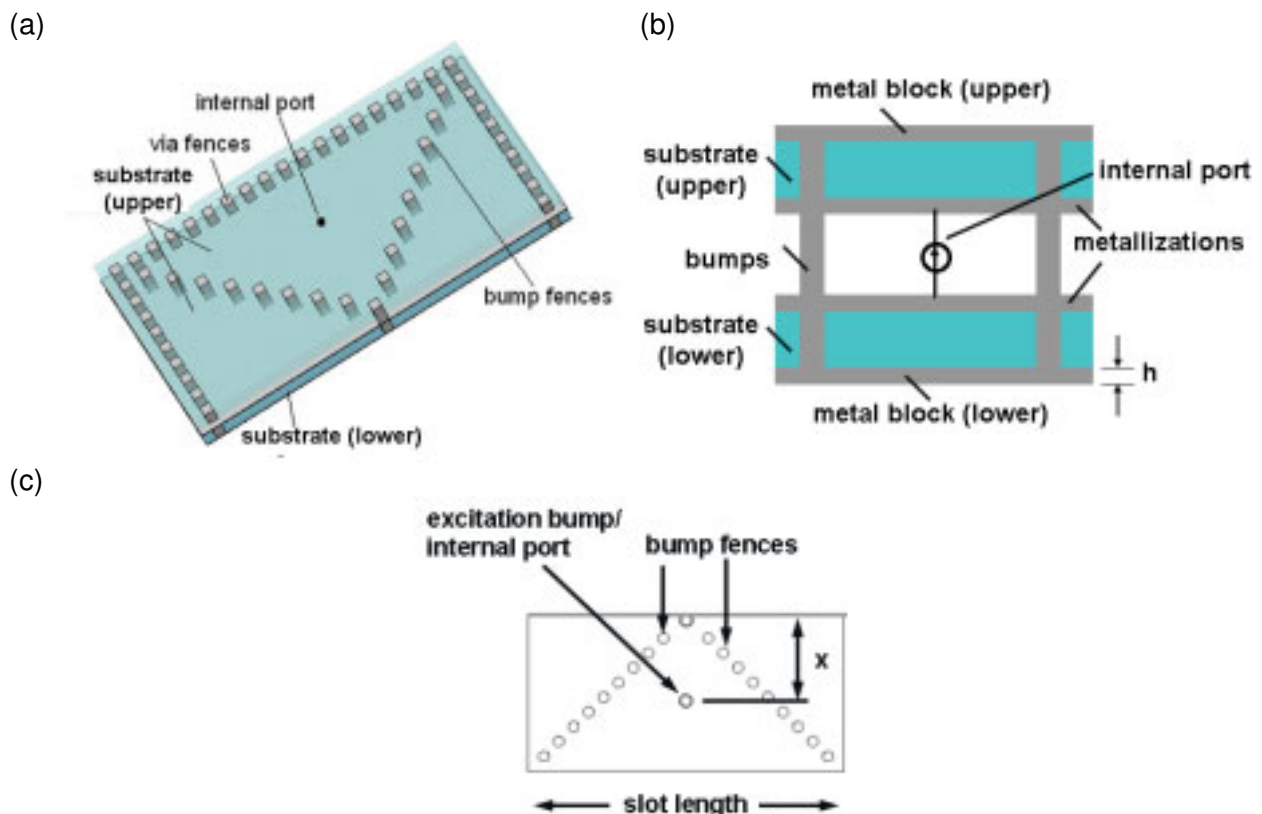 (a)
internal port
via fences
substrate
(upper)
bump fences
substrate (lower)
(b)
metal block (upper)
substrate
(upper)
internal port
metallizations
bumps
substrate
(lower)
h
metal block (lower)
(c)
excitation bump/
internal port
bump fences
x
slot length